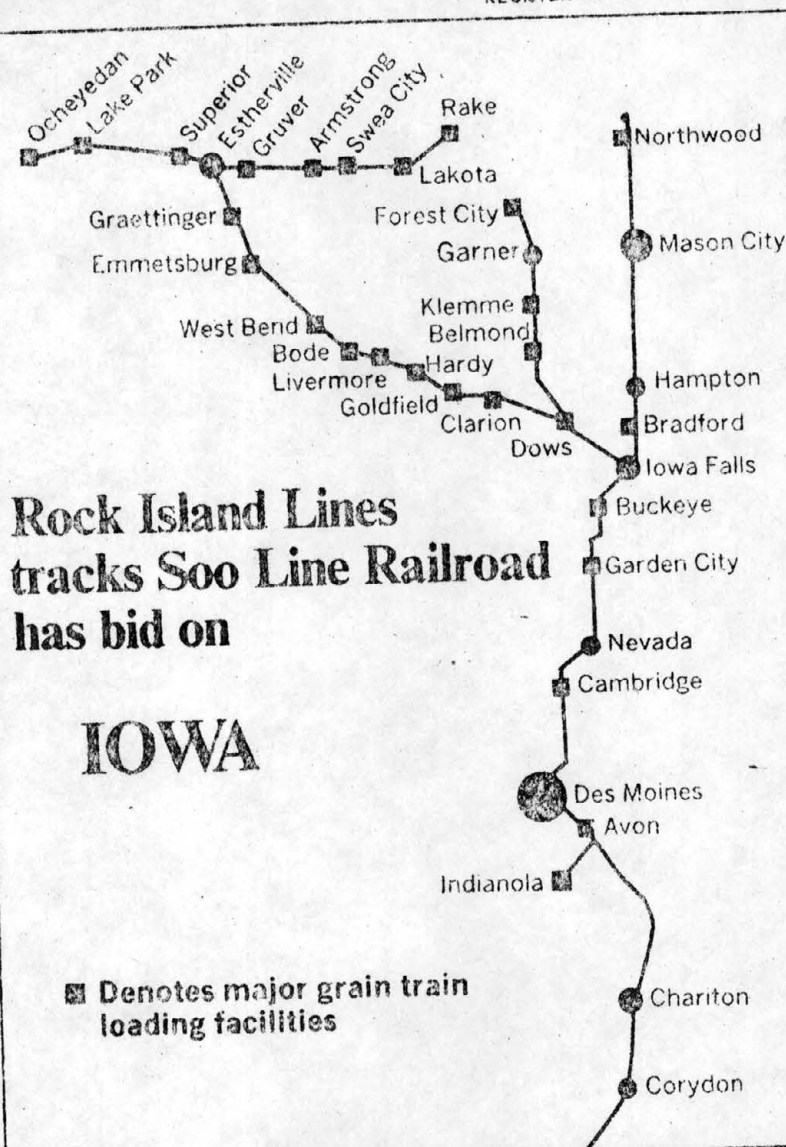 Ocheyedan
Lake Park
Superior
Estherville
Gruver
Armstrong
Swea City
Rake
Lakota
Northwood
Graettinger
Forest City
Emmetsburg
Garner
Mason City
West Bend
Klemme
Bode
Belmond
Livermore
Hardy
Hampton
Goldfield
Clarion
Bradford
Dows
Iowa Falls
Rock Island Lines
tracks Soo Line Railroad
has bid on
Buckeye
Garden City
Nevada
Cambridge
IOWA
Des Moines
Avon
Indianola
Denotes major grain train
loading facilities
Chariton
Corydon